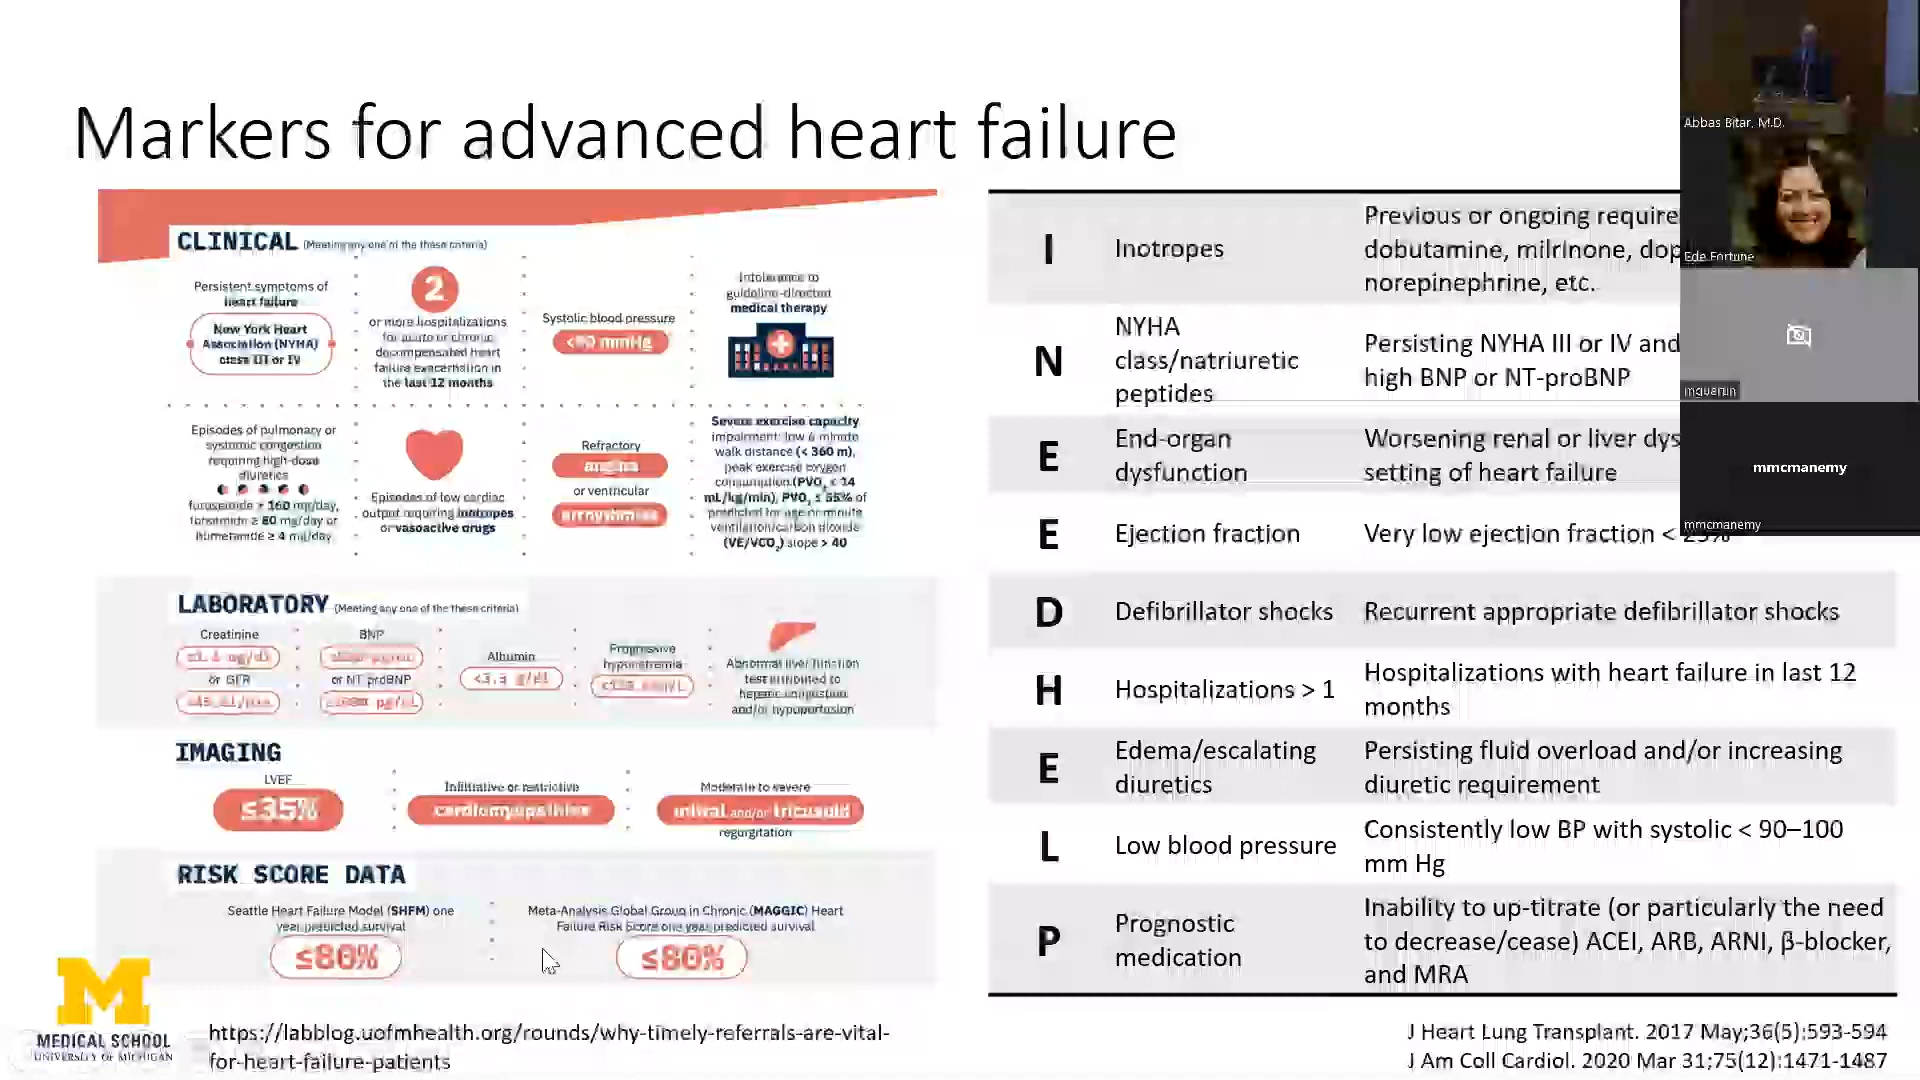 Markers for advanced heart failure
CLINICAL (Meeting any one of the these criteria)
Persistent symptoms of
heart failure
New York Heart
Association (NYHA)
class III or IV
2
or more hospitalizations
for acute or chronic
decompensated heart
failure exacerbation in
the last 12 months
Systolic blood pressure
<90 mmHg
Intolerance to
guideline-directed
medical therapy
Episodes of pulmonary or
systemic congestion
requiring high-dose
diuretics
furosemide > 160 mg/day,
torsemide ≥ 80 mg/day or
bumetanide ≥ 4 mg/day
Episodes of low cardiac
output requiring inotropes
or vasoactive drugs
Refractory
angina
or ventricular
arrhythmias
Severe exercise capacity
impairment: low 6 minute
walk distance (< 360 m),
peak exercise oxygen
consumption (PVO₂ ≤ 14
mL/kg/min), PVO₂ ≤ 55% of
predicted for age or minute
ventilation/carbon dioxide
(VE/VCO₂) slope > 40
LABORATORY (Meeting any one of the these criteria)
Creatinine
or GFR
BNP
or NT proBNP
Albumin
Progressive
hyponatremia
Abnormal liver function
test attributed to
hepatic congestion
and/or hypoperfusion
IMAGING
LVEF
≤35%
Infiltrative or restrictive
cardiomyopathies
Moderate to severe
mitral and/or tricuspid
regurgitation
RISK SCORE DATA
Seattle Heart Failure Model (SHFM) one
year predicted survival
≤80%
Meta-Analysis Global Group in Chronic (MAGGIC) Heart
Failure Risk Score one year predicted survival
≤80%
M
MEDICAL SCHOOL
UNIVERSITY OF MICHIGAN
https://labblog.uofmhealth.org/rounds/why-timely-referrals-are-vital-
for-heart-failure-patients
I
Inotropes
Previous or ongoing require
dobutamine, milrinone, dop
norepinephrine, etc.
N
NYHA
class/natriuretic
peptides
Persisting NYHA III or IV and
high BNP or NT-proBNP
E
End-organ
dysfunction
Worsening renal or liver dys
setting of heart failure
E
Ejection fraction
Very low ejection fraction <
D
Defibrillator shocks
Recurrent appropriate defibrillator shocks
H
Hospitalizations > 1
Hospitalizations with heart failure in last 12
months
E
Edema/escalating
diuretics
Persisting fluid overload and/or increasing
diuretic requirement
L
Low blood pressure
Consistently low BP with systolic < 90–100
mm Hg
P
Prognostic
medication
Inability to up-titrate (or particularly the need
to decrease/cease) ACEI, ARB, ARNI, β-blocker,
and MRA
J Heart Lung Transplant. 2017 May;36(5):593-594
J Am Coll Cardiol. 2020 Mar 31;75(12):1471-1487
Abbas Bitar, M.D.
Ede Fortune
mmcmanemy
mmcmanemy